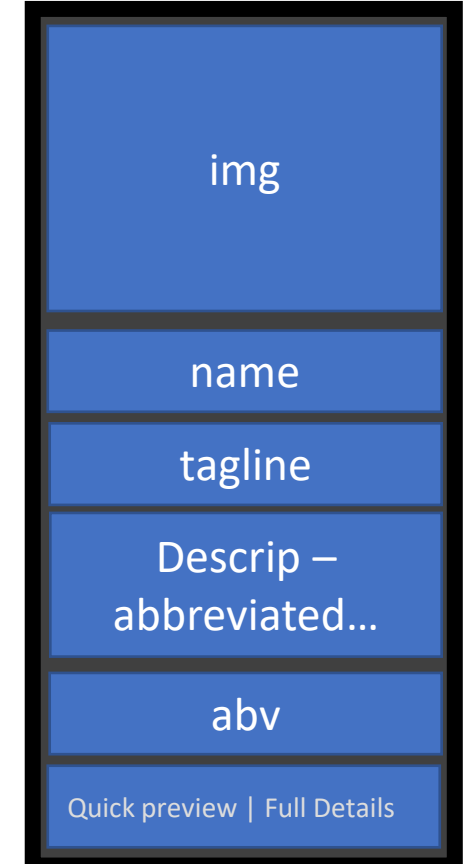 img
name
tagline
Descrip –
abbreviated…
abv
Quick preview | Full Details